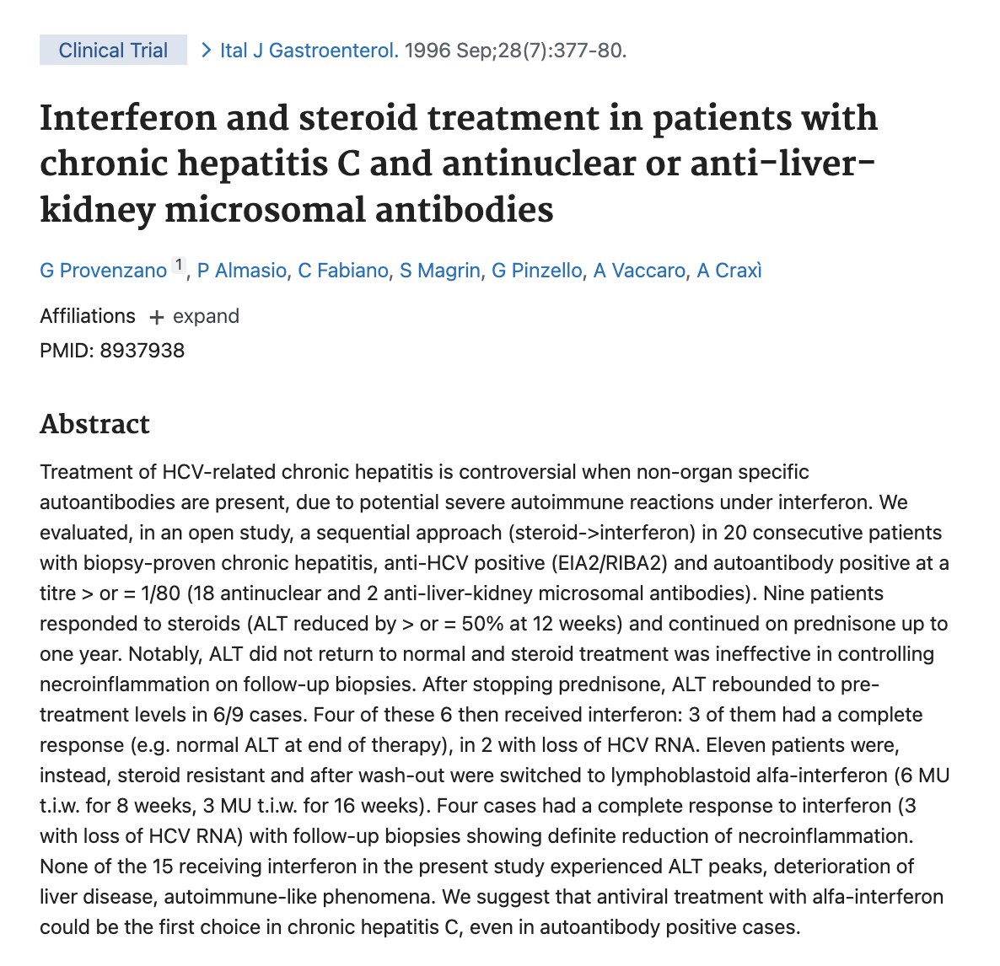 Clinical Trial > Ital J Gastroenterol. 1996 Sep;28(7):377-80.
Interferon and steroid treatment in patients with
chronic hepatitis C and antinuclear or anti-liver-
kidney microsomal antibodies
G Provenzano 1, P Almasio, C Fabiano, S Magrin, G Pinzello, A Vaccaro, A Craxì
Affiliations + expand
PMID: 8937938
Abstract
Treatment of HCV-related chronic hepatitis is controversial when non-organ specific
autoantibodies are present, due to potential severe autoimmune reactions under interferon. We
evaluated, in an open study, a sequential approach (steroid->interferon) in 20 consecutive patients
with biopsy-proven chronic hepatitis, anti-HCV positive (EIA2/RIBA2) and autoantibody positive at a
titre > or = 1/80 (18 antinuclear and 2 anti-liver-kidney microsomal antibodies). Nine patients
responded to steroids (ALT reduced by > or = 50% at 12 weeks) and continued on prednisone up to
one year. Notably, ALT did not return to normal and steroid treatment was ineffective in controlling
necroinflammation on follow-up biopsies. After stopping prednisone, ALT rebounded to pre-
treatment levels in 6/9 cases. Four of these 6 then received interferon: 3 of them had a complete
response (e.g. normal ALT at end of therapy), in 2 with loss of HCV RNA. Eleven patients were,
instead, steroid resistant and after wash-out were switched to lymphoblastoid alfa-interferon (6 MU
t.i.w. for 8 weeks, 3 MU t.i.w. for 16 weeks). Four cases had a complete response to interferon (3
with loss of HCV RNA) with follow-up biopsies showing definite reduction of necroinflammation.
None of the 15 receiving interferon in the present study experienced ALT peaks, deterioration of
liver disease, autoimmune-like phenomena. We suggest that antiviral treatment with alfa-interferon
could be the first choice in chronic hepatitis C, even in autoantibody positive cases.